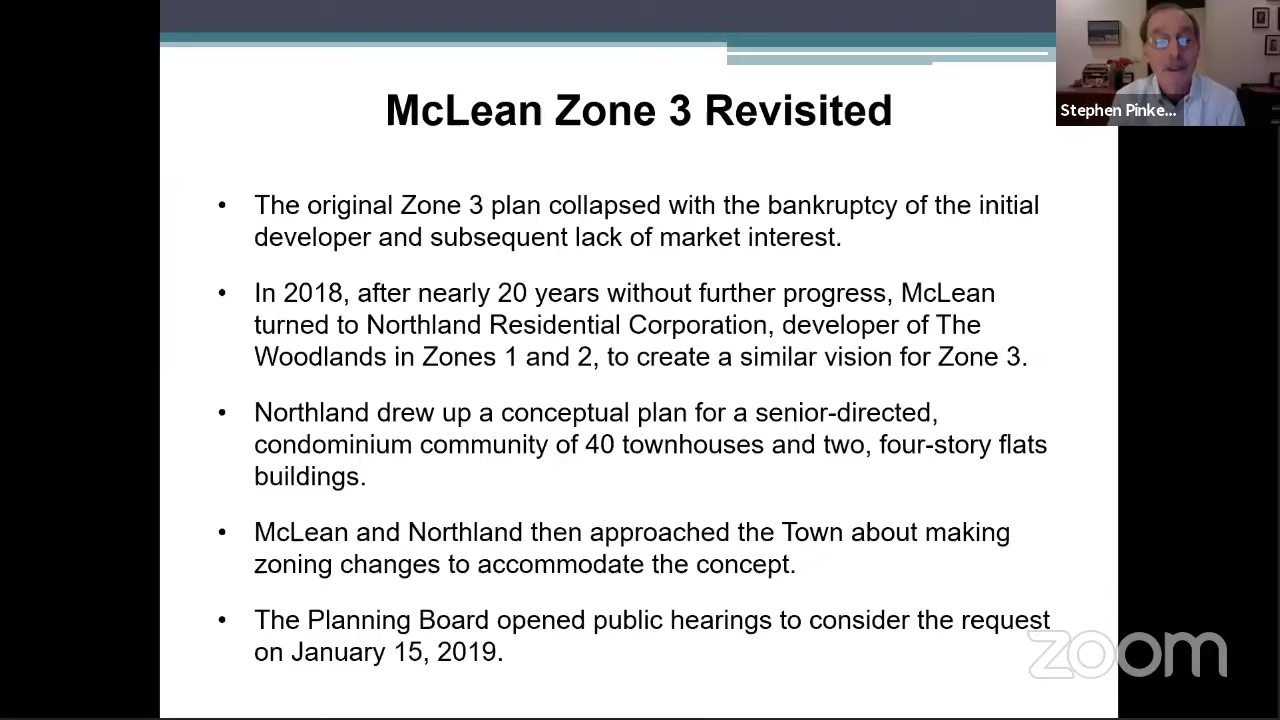 McLean Zone 3 Revisited
Stephen Pinke...
• The original Zone 3 plan collapsed with the bankruptcy of the initial
developer and subsequent lack of market interest.
• In 2018, after nearly 20 years without further progress, McLean
turned to Northland Residential Corporation, developer of The
Woodlands in Zones 1 and 2, to create a similar vision for Zone 3.
• Northland drew up a conceptual plan for a senior-directed,
condominium community of 40 townhouses and two, four-story flats
buildings.
• McLean and Northland then approached the Town about making
zoning changes to accommodate the concept.
• The Planning Board opened public hearings to consider the request
on January 15, 2019.
zoom